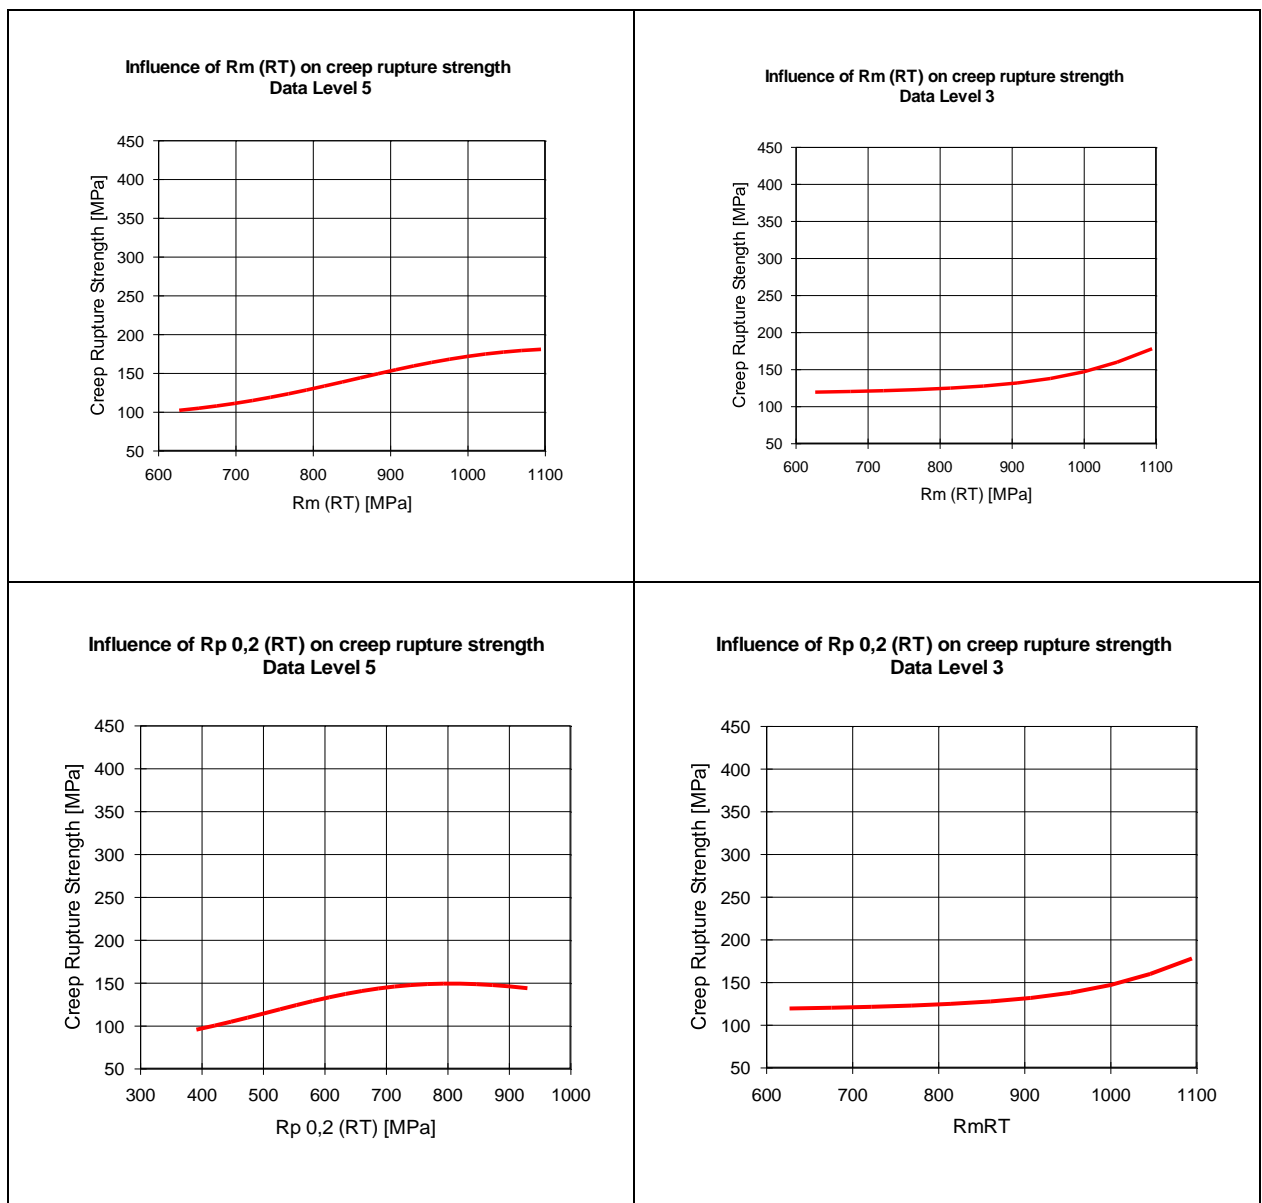 Influence of Rm (RT) on creep rupture strength
Data Level 5
450
400
350
300
250
200
150
100
50
Creep Rupture Strength [MPa]
600 700 800 900 1000 1100
Rm (RT) [MPa]
Influence of Rm (RT) on creep rupture strength
Data Level 3
450
400
350
300
250
200
150
100
50
Creep Rupture Stength [MPa]
600 700 800 900 1000 1100
Rm (RT) [MPa]
Influence of Rp 0,2 (RT) on creep rupture strength
Data Level 5
450
400
350
300
250
200
150
100
50
Creep Rupture Strength [MPa]
300 400 500 600 700 800 900 1000
Rp 0,2 (RT) [MPa]
Influence of Rp 0,2 (RT) on creep rupture strength
Data Level 3
450
400
350
300
250
200
150
100
50
Creep Rupture Strength [MPa]
600 700 800 900 1000 1100
RmRT